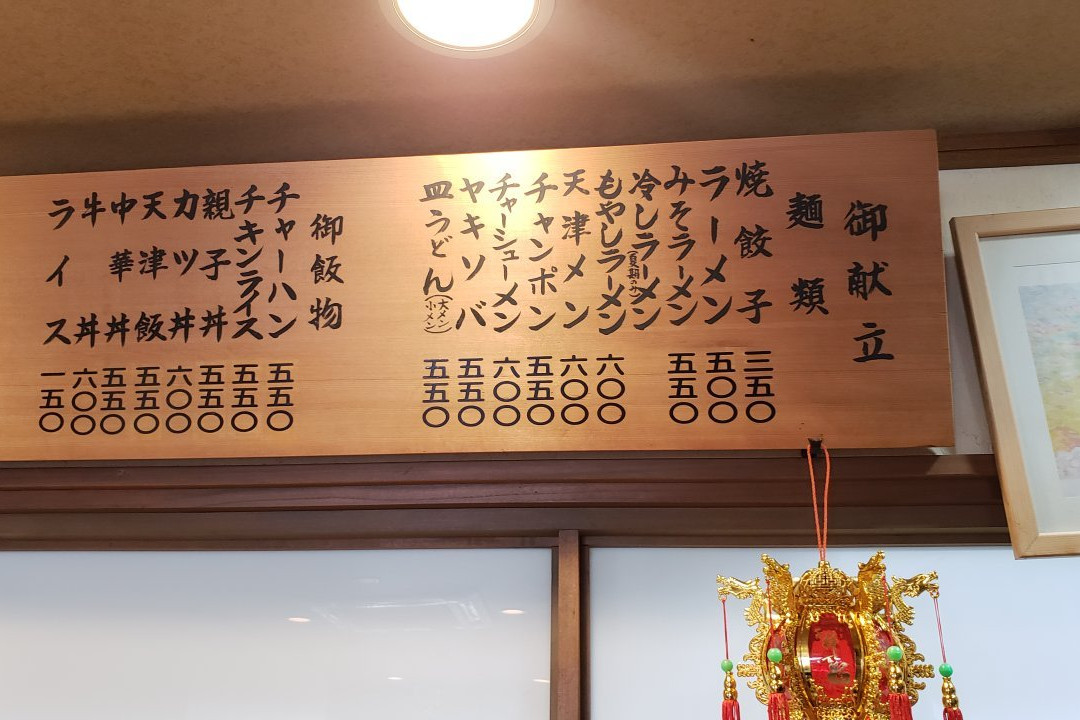 御献立
麺類
焼餃子 三五〇
ラーメン 五〇〇
みそラーメン 五五〇
冷しラーメン(夏期のみ)
もやしラーメン 六〇〇
天津メン 六〇〇
チャンポン 五五〇
チャーシューメン 六〇〇
ヤキソバ 五五〇
皿うどん(大メン小メン) 五五〇
御飯物
チャーハン 五五〇
チキンライス 五五〇
親子丼 五五〇
カツ丼 六〇〇
天津飯 五五〇
中華丼 五五〇
牛丼 六〇〇
ライス 一五〇